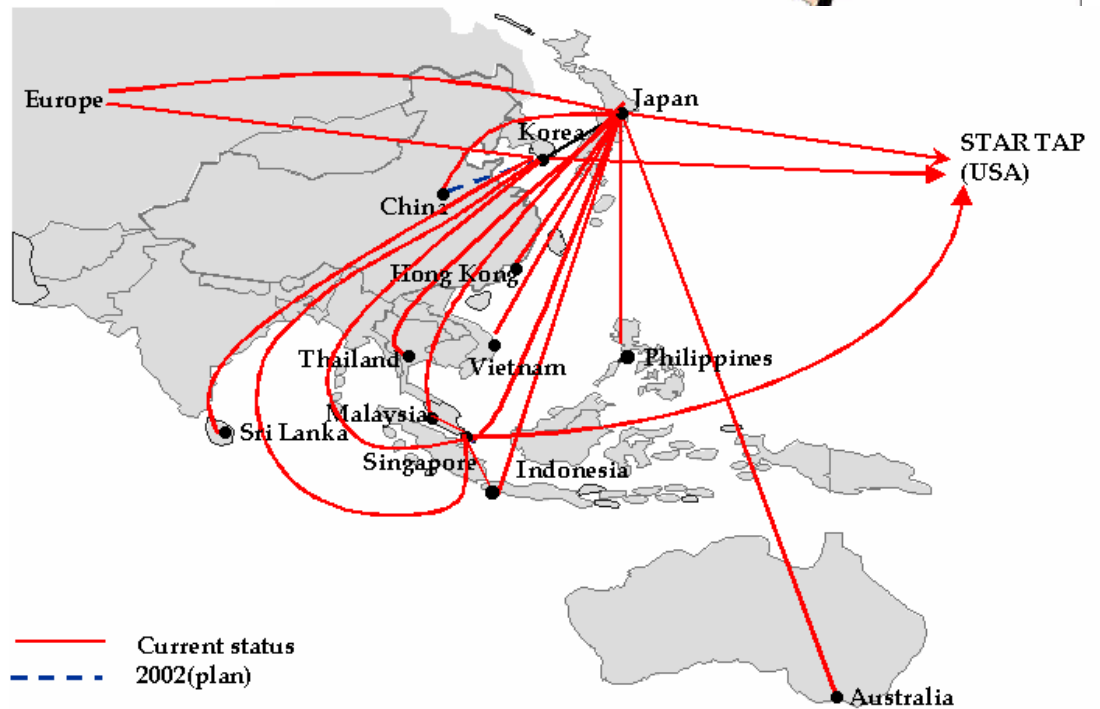 Japan
Europe
Korea
STAR TAP
(USA)
China
Hong Kong
Thailand
Vietnam
Philippines
Malaysia
Sri Lanka
Singapore
Indonesia
Current status
2002(plan)
Australia